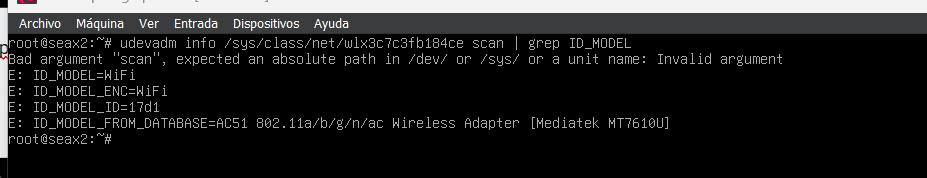 Archivo Máquina Ver Entrada Dispositivos Ayuda
root@seax2:~# udevadm info /sys/class/net/wlx3c7c3fb184ce scan | grep ID_MODEL
Bad argument "scan", expected an absolute path in /dev/ or /sys/ or a unit name: Invalid argument
E: ID_MODEL=WiFi
E: ID_MODEL_ENC=WiFi
E: ID_MODEL_ID=17d1
E: ID_MODEL_FROM_DATABASE=AC51 802.11a/b/g/n/ac Wireless Adapter [Mediatek MT7610U]
root@seax2:~#